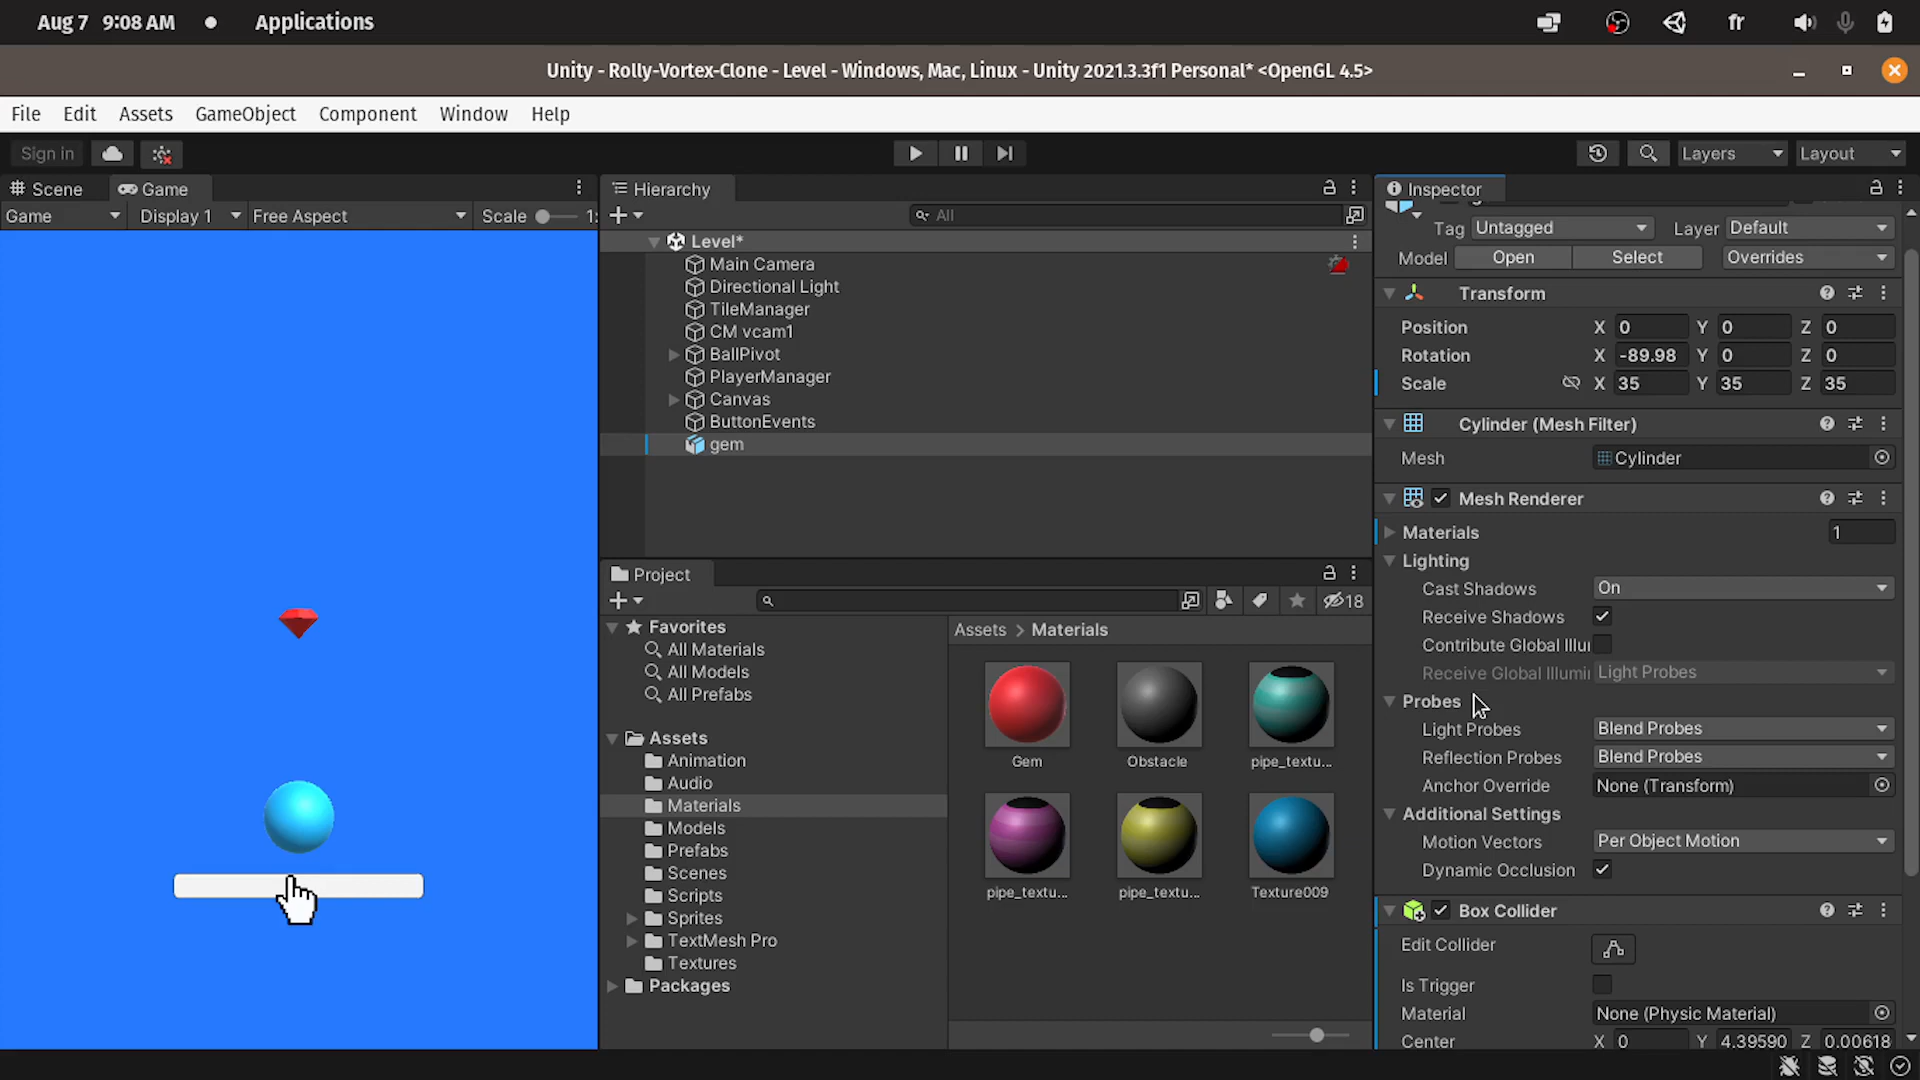 Aug 7 9:08 AM
Applications
fr
Unity - Rolly-Vortex-Clone - Level - Windows, Mac, Linux - Unity 2021.3.3f1 Personal* <OpenGL 4.5>
File Edit Assets GameObject Component Window Help
Sign in
Layers
Layout
Scene
Game
Game
Display 1
Free Aspect
Scale
1:
Hierarchy
All
Level*
Main Camera
Directional Light
TileManager
CM vcam1
BallPivot
PlayerManager
Canvas
ButtonEvents
gem
Project
18
Favorites
All Materials
All Models
All Prefabs
Assets
Animation
Audio
Materials
Models
Prefabs
Scenes
Scripts
Sprites
TextMesh Pro
Textures
Packages
Assets > Materials
Gem
Obstacle
pipe_textu...
pipe_textu...
pipe_textu...
Texture009
Inspector
Tag Untagged Layer Default
Model Open Select Overrides
Transform
Position X 0 Y 0 Z 0
Rotation X -89.98 Y 0 Z 0
Scale X 35 Y 35 Z 35
Cylinder (Mesh Filter)
Mesh Cylinder
Mesh Renderer
Materials 1
Lighting
Cast Shadows On
Receive Shadows
Contribute Global Illu
Receive Global Illumi Light Probes
Probes
Light Probes Blend Probes
Reflection Probes Blend Probes
Anchor Override None (Transform)
Additional Settings
Motion Vectors Per Object Motion
Dynamic Occlusion
Box Collider
Edit Collider
Is Trigger
Material None (Physic Material)
Center X 0 Y 4.39590 Z 0.00618